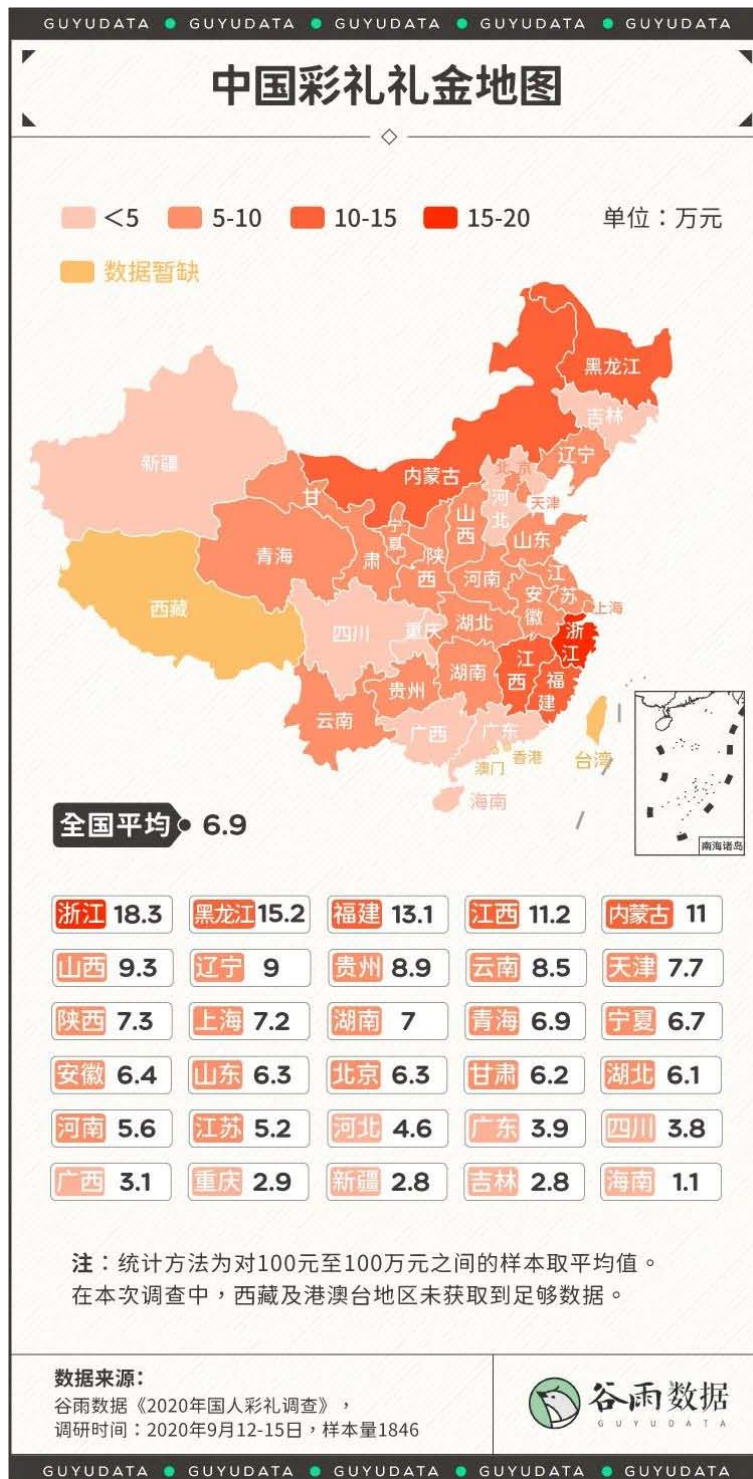 GUYUDATA ● GUYUDATA ● GUYUDATA ● GUYUDATA ● GUYUDATA
中国彩礼礼金地图
<5 5-10 10-15 15-20 单位：万元
数据暂缺
黑龙江
吉林
辽宁
新疆
内蒙古
北京
天津
河北
甘肃
宁夏
山西
山东
青海
陕西
河南
江苏
安徽
上海
西藏
四川
重庆
湖北
浙江
江西
湖南
福建
贵州
云南
广西
广东
香港
澳门
台湾
海南
南海诸岛
全国平均 6.9
浙江 18.3 黑龙江 15.2 福建 13.1 江西 11.2 内蒙古 11
山西 9.3 辽宁 9 贵州 8.9 云南 8.5 天津 7.7
陕西 7.3 上海 7.2 湖南 7 青海 6.9 宁夏 6.7
安徽 6.4 山东 6.3 北京 6.3 甘肃 6.2 湖北 6.1
河南 5.6 江苏 5.2 河北 4.6 广东 3.9 四川 3.8
广西 3.1 重庆 2.9 新疆 2.8 吉林 2.8 海南 1.1
注：统计方法为对100元至100万元之间的样本取平均值。
在本次调查中，西藏及港澳台地区未获取到足够数据。
数据来源：
谷雨数据《2020年国人彩礼调查》，
调研时间：2020年9月12-15日，样本量1846
谷雨数据
GUYUDATA
GUYUDATA ● GUYUDATA ● GUYUDATA ● GUYUDATA ● GUYUDATA